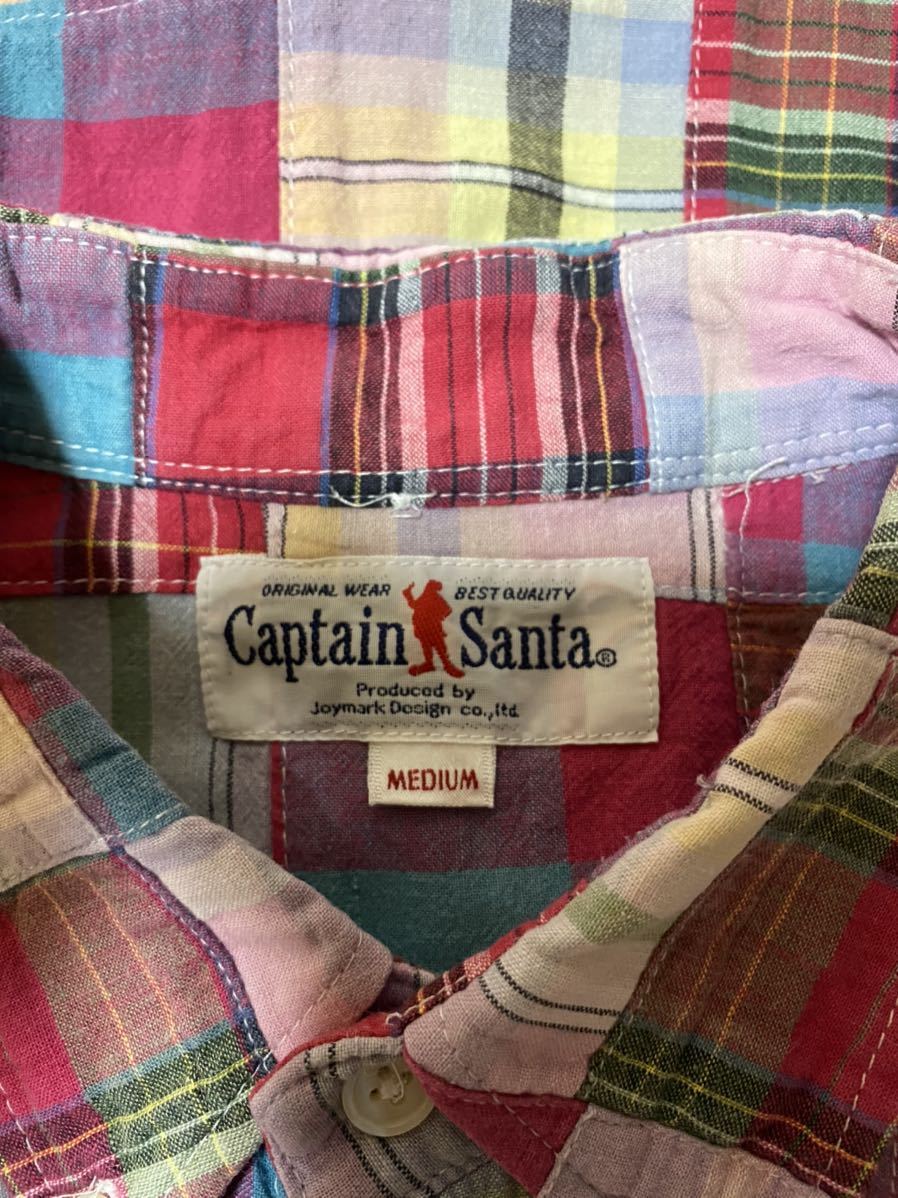 ORIGINAL WEAR BEST QUALITY
Captain Santa®
Produced by
Joymark Design co.,ltd.
MEDIUM